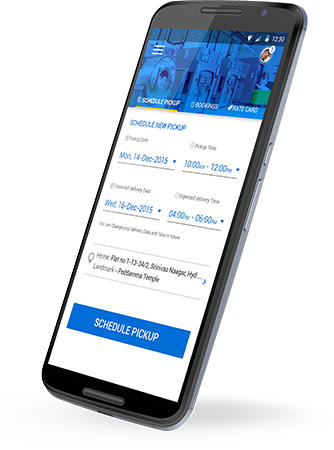 12:30
SCHEDULE PICKUP BOOKINGS RATE CARD
SCHEDULE NEW PICKUP
Pickup Date Pickup Time
Mon, 14-Dec-2015 10:00AM - 12:00PM
Expected delivery Date Expected delivery Time
Wed, 16-Dec-2015 04:00PM - 06:00PM
You can Change your delivery Date and Time in future
Home: Flat no 1-13-34/2, Srinivas Naagar, Hyd ...
Landmark - Peddamma Temple
SCHEDULE PICKUP